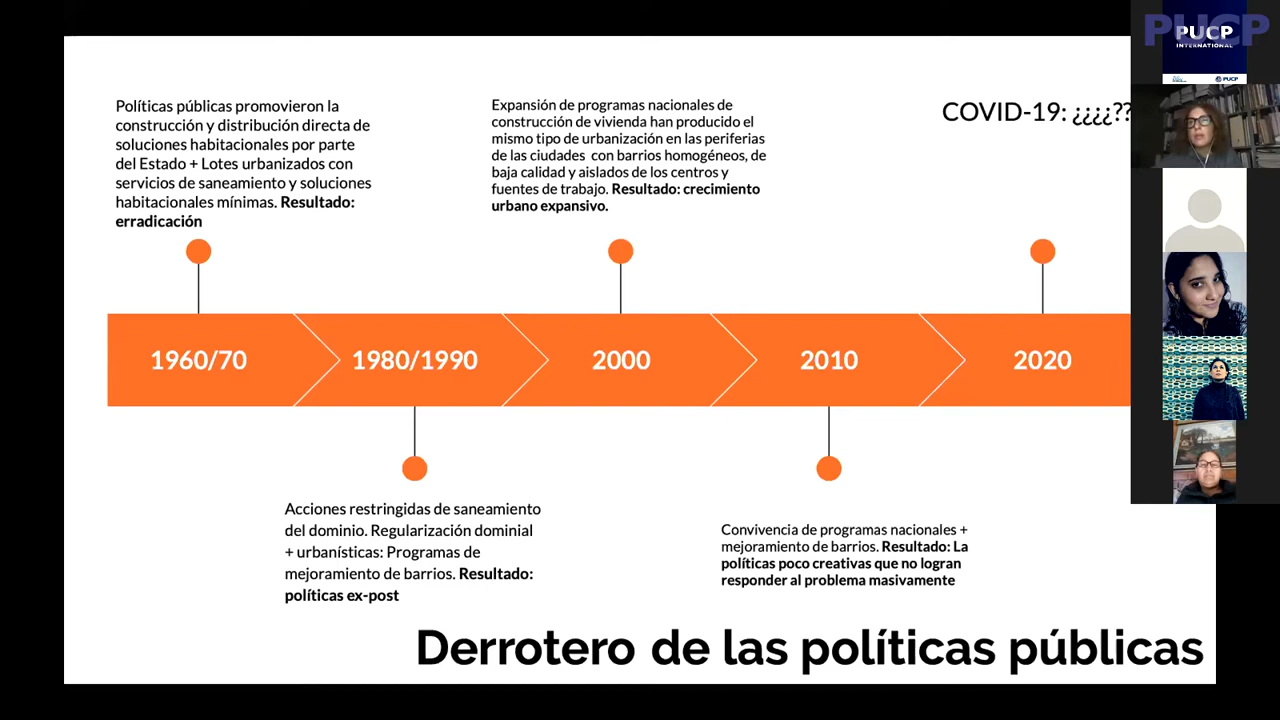 Políticas públicas promovieron la
construcción y distribución directa de
soluciones habitacionales por parte
del Estado + Lotes urbanizados con
servicios de saneamiento y soluciones
habitacionales mínimas. Resultado:
erradicación
Expansión de programas nacionales de
construcción de vivienda han producido el
mismo tipo de urbanización en las periferias
de las ciudades con barrios homogéneos, de
baja calidad y aislados de los centros y
fuentes de trabajo. Resultado: crecimiento
urbano expansivo.
COVID-19: ¿¿¿¿??
1960/70
1980/1990
2000
2010
2020
Acciones restringidas de saneamiento
del dominio. Regularización dominial
+ urbanísticas: Programas de
mejoramiento de barrios. Resultado:
políticas ex-post
Convivencia de programas nacionales +
mejoramiento de barrios. Resultado: La
políticas poco creativas que no logran
responder al problema masivamente
Derrotero de las políticas públicas
PUCP
PUCP
INTERNATIONAL
PUCP